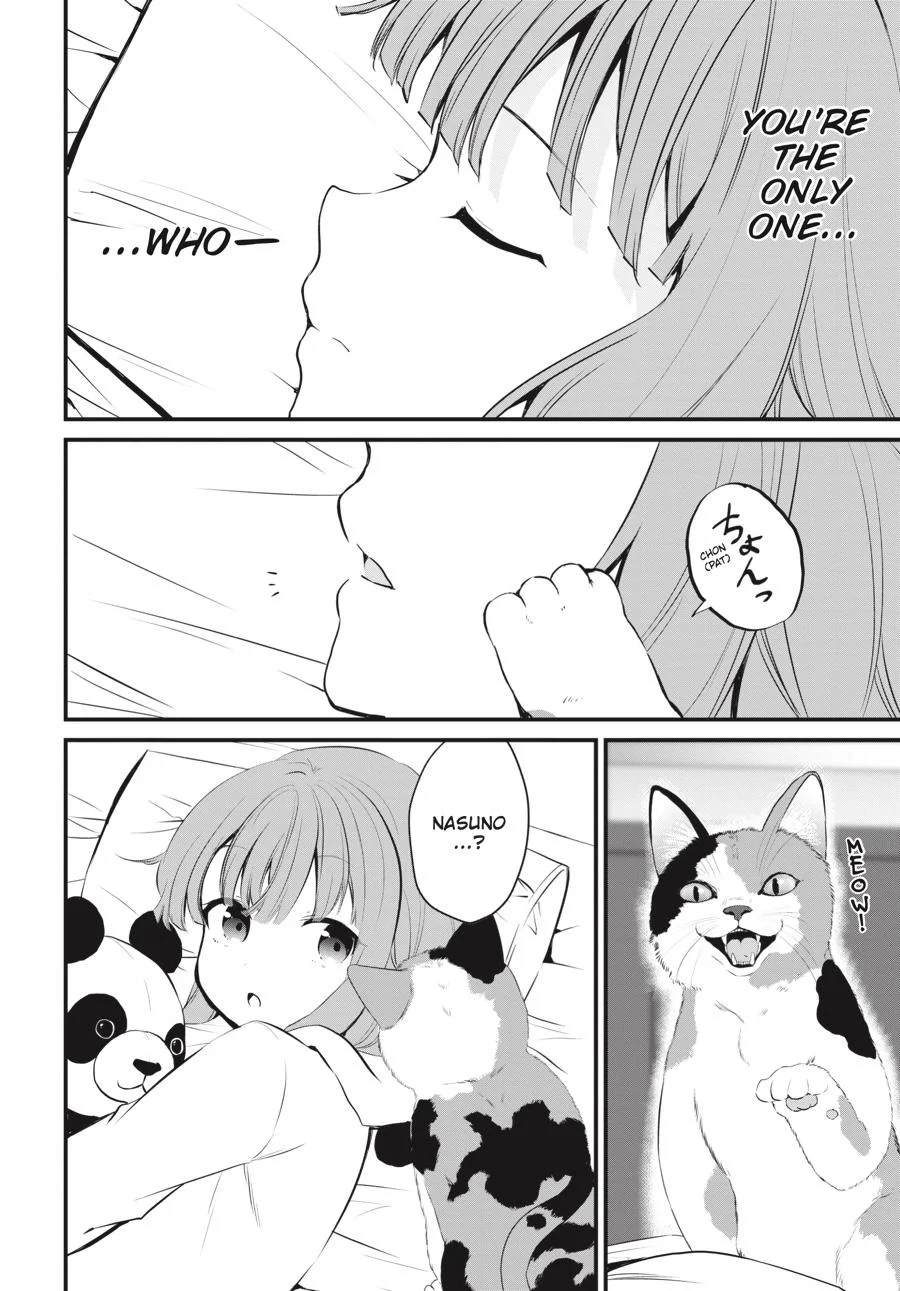 YOU'RE
THE
ONLY
ONE...
...WHO—
ちょんっ
CHON
(PAT)
MEOW!
NASUNO
...?